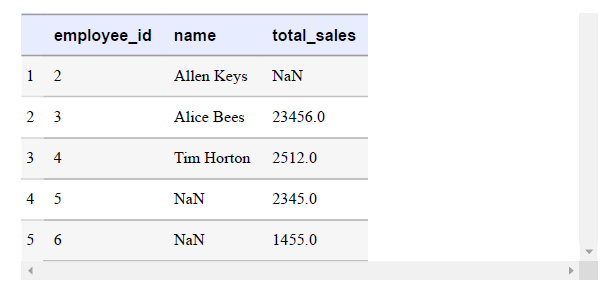 employee_id name total_sales
1 2 Allen Keys NaN
2 3 Alice Bees 23456.0
3 4 Tim Horton 2512.0
4 5 NaN 2345.0
5 6 NaN 1455.0